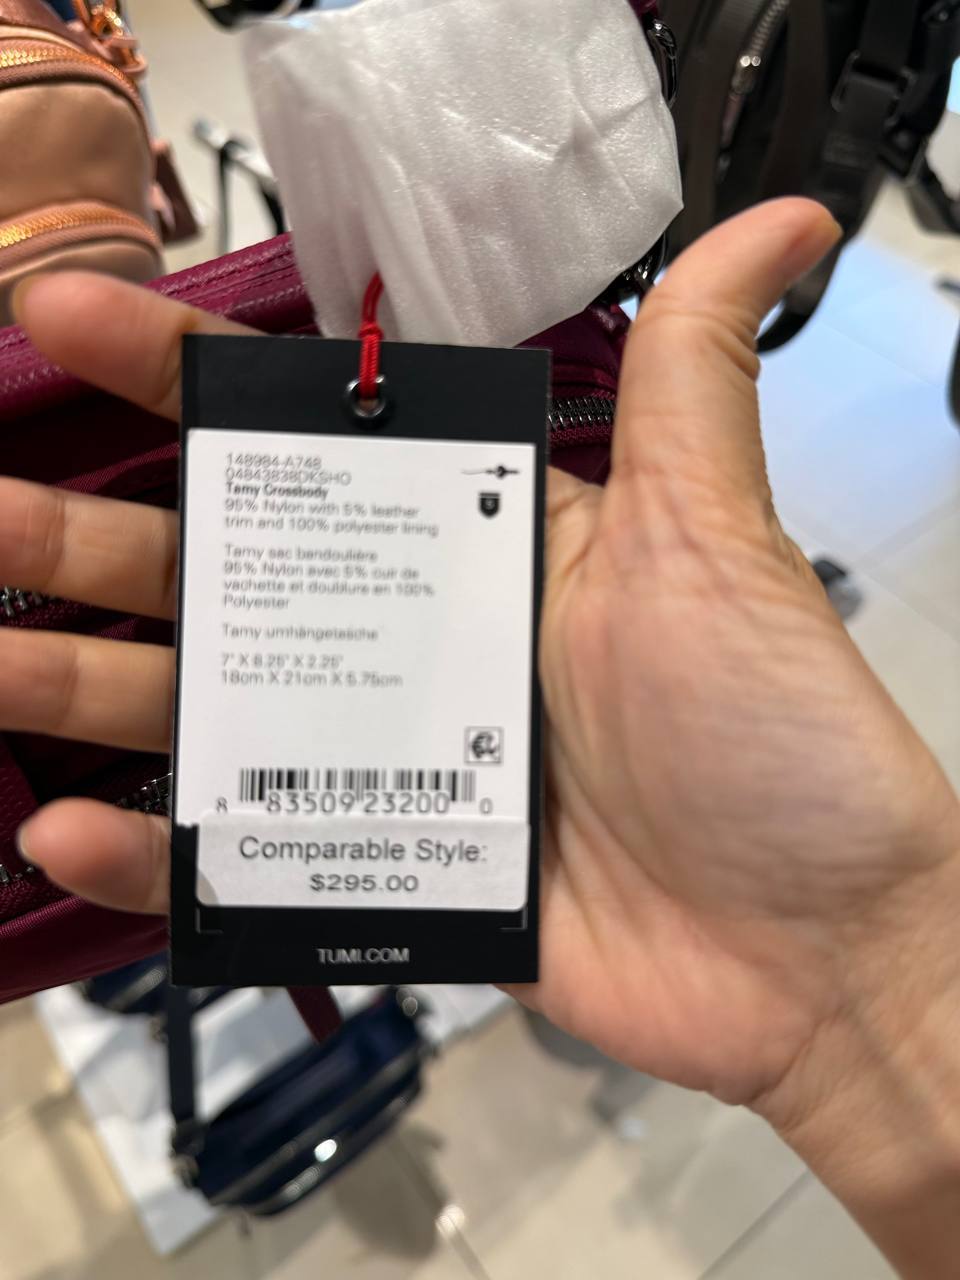 148984-A748
04843838DKSHO
Tamy Crossbody
95% Nylon with 5% leather
trim and 100% polyester lining
Tamy sac bandoulière
95% Nylon avec 5% cuir de
vachette et doublure en 100%
Polyester
Tamy umhängetasche
7" X 8.25" X 2.25"
18cm X 21cm X 5.75cm
8 83509 23200 0
Comparable Style:
$295.00
TUMI.COM